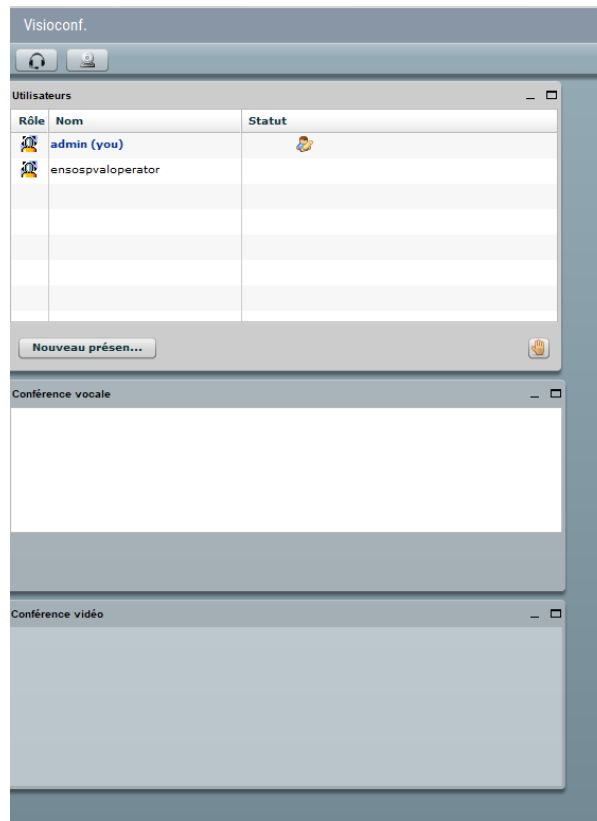 Visioconf.
Utilisateurs
Rôle Nom Statut
admin (you)
ensospvaloperator
Nouveau présen...
Conférence vocale
Conférence vidéo